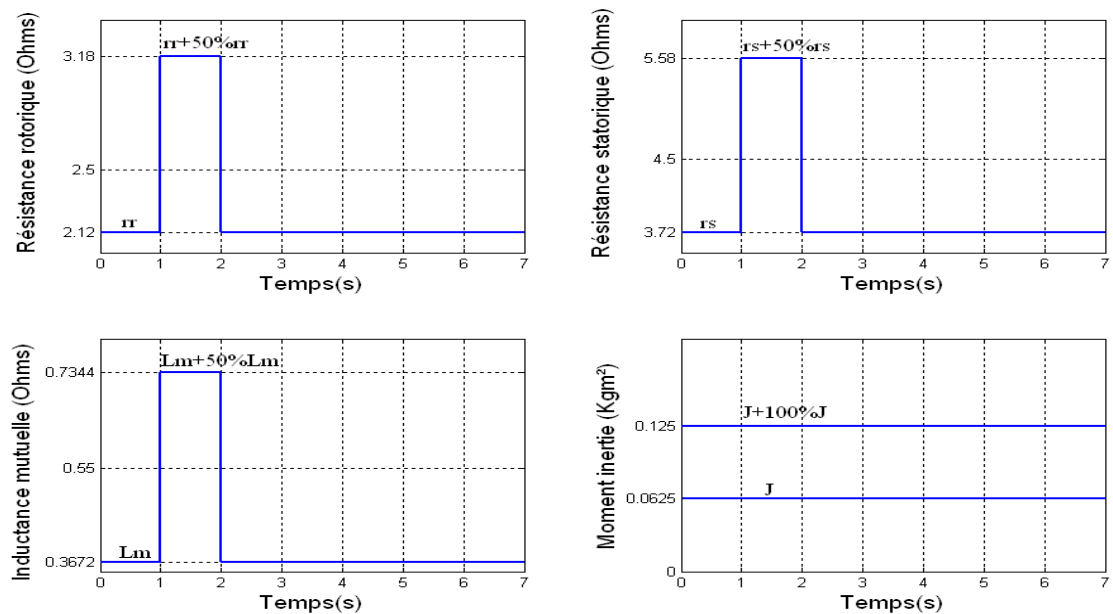 Résistance rotorique (Ohms)
3.18
2.5
2.12
rr+50%rr
rr
0 1 2 3 4 5 6 7
Temps(s)
Résistance statorique (Ohms)
5.58
4.5
3.72
rs+50%rs
rs
0 1 2 3 4 5 6 7
Temps(s)
Inductance mutuelle (Ohms)
0.7344
0.55
0.3672
Lm+50%Lm
Lm
0 1 2 3 4 5 6 7
Temps(s)
Moment inertie (Kgm²)
0.125
0.0625
0
J+100%J
J
0 1 2 3 4 5 6 7
Temps(s)